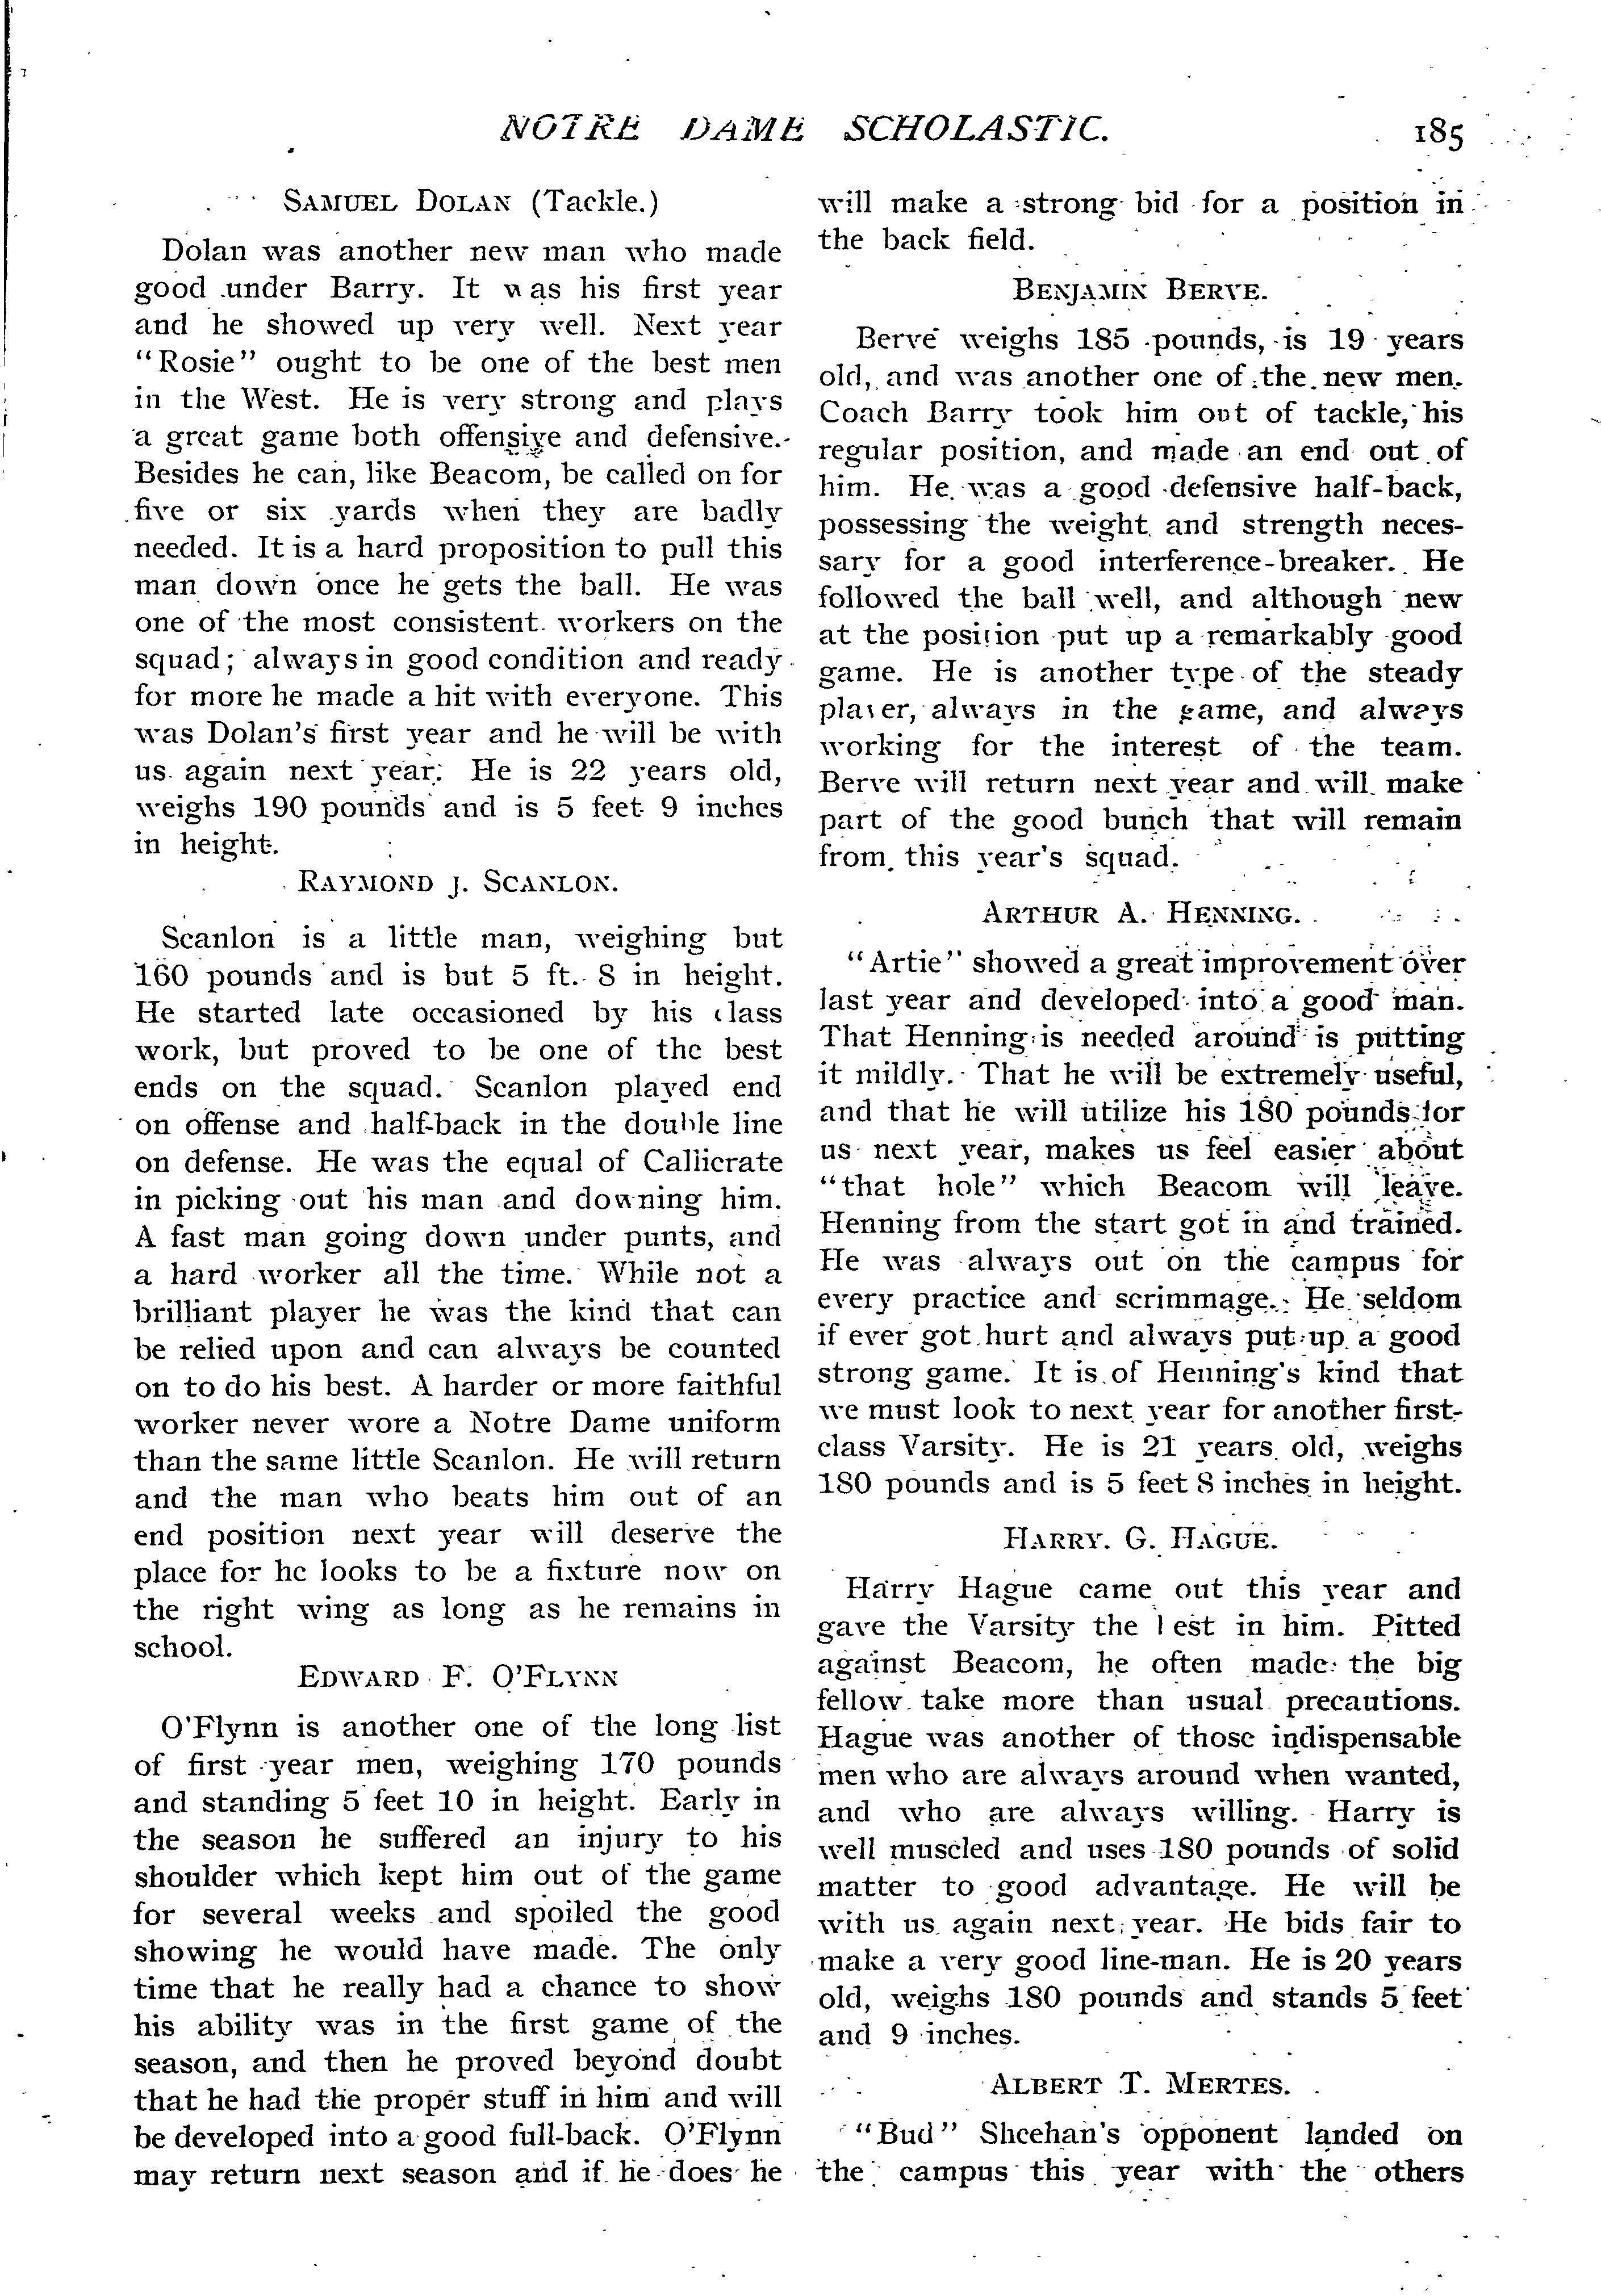 NOTRE DAME SCHOLASTIC.
185
SAMUEL DOLAN (Tackle.)
Dolan was another new man who made
good under Barry. It was his first year
and he showed up very well. Next year
"Rosie" ought to be one of the best men
in the West. He is very strong and plays
a great game both offensive and defensive.
Besides he can, like Beacom, be called on for
five or six yards when they are badly
needed. It is a hard proposition to pull this
man down once he gets the ball. He was
one of the most consistent workers on the
squad; always in good condition and ready
for more he made a hit with everyone. This
was Dolan's first year and he will be with
us again next year. He is 22 years old,
weighs 190 pounds and is 5 feet 9 inches
in height.
RAYMOND J. SCANLON.
Scanlon is a little man, weighing but
160 pounds and is but 5 ft. 8 in height.
He started late occasioned by his class
work, but proved to be one of the best
ends on the squad. Scanlon played end
on offense and half-back in the double line
on defense. He was the equal of Callicrate
in picking out his man and downing him.
A fast man going down under punts, and
a hard worker all the time. While not a
brilliant player he was the kind that can
be relied upon and can always be counted
on to do his best. A harder or more faithful
worker never wore a Notre Dame uniform
than the same little Scanlon. He will return
and the man who beats him out of an
end position next year will deserve the
place for he looks to be a fixture now on
the right wing as long as he remains in
school.
EDWARD F. O'FLYNN
O'Flynn is another one of the long list
of first year men, weighing 170 pounds
and standing 5 feet 10 in height. Early in
the season he suffered an injury to his
shoulder which kept him out of the game
for several weeks and spoiled the good
showing he would have made. The only
time that he really had a chance to show
his ability was in the first game of the
season, and then he proved beyond doubt
that he had the proper stuff in him and will
be developed into a good full-back. O'Flynn
may return next season and if he does he
will make a strong bid for a position in
the back field.
BENJAMIN BERVE.
Berve weighs 185 pounds, is 19 years
old, and was another one of the new men.
Coach Barry took him out of tackle, his
regular position, and made an end out of
him. He was a good defensive half-back,
possessing the weight and strength neces-
sary for a good interference-breaker. He
followed the ball well, and although new
at the position put up a remarkably good
game. He is another type of the steady
player, always in the game, and always
working for the interest of the team.
Berve will return next year and will make
part of the good bunch that will remain
from this year's squad.
ARTHUR A. HENNING.
"Artie" showed a great improvement over
last year and developed into a good man.
That Henning is needed around is putting
it mildly. That he will be extremely useful,
and that he will utilize his 180 pounds for
us next year, makes us feel easier about
"that hole" which Beacom will leave.
Henning from the start got in and trained.
He was always out on the campus for
every practice and scrimmage. He seldom
if ever got hurt and always put up a good
strong game. It is of Henning's kind that
we must look to next year for another first-
class Varsity. He is 21 years old, weighs
180 pounds and is 5 feet 8 inches in height.
HARRY. G. HAGUE.
Harry Hague came out this year and
gave the Varsity the best in him. Pitted
against Beacom, he often made the big
fellow take more than usual precautions.
Hague was another of those indispensable
men who are always around when wanted,
and who are always willing. Harry is
well muscled and uses 180 pounds of solid
matter to good advantage. He will be
with us again next year. He bids fair to
make a very good line-man. He is 20 years
old, weighs 180 pounds and stands 5 feet
and 9 inches.
ALBERT T. MERTES.
"Bud" Sheehan's opponent landed on
the campus this year with the others